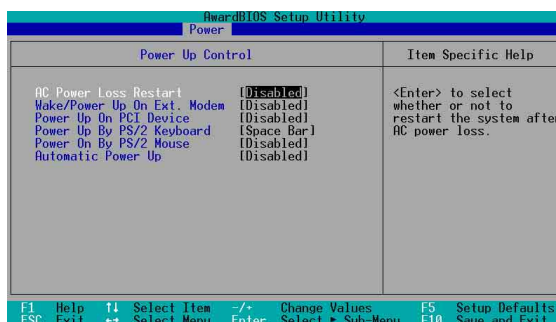 AwardBIOS Setup Utility
Power
Power Up Control
Item Specific Help
AC Power Loss Restart [Disabled]
Wake/Power Up On Ext. Modem [Disabled]
Power Up On PCI Device [Disabled]
Power Up By PS/2 Keyboard [Space Bar]
Power On By PS/2 Mouse [Disabled]
Automatic Power Up [Disabled]
<Enter> to select
whether or not to
restart the system after
AC power loss.
F1 Help ↑↓ Select Item -/+ Change Values F5 Setup Defaults
ESC Exit ←→ Select Menu Enter Select ► Sub-Menu F10 Save and Exit